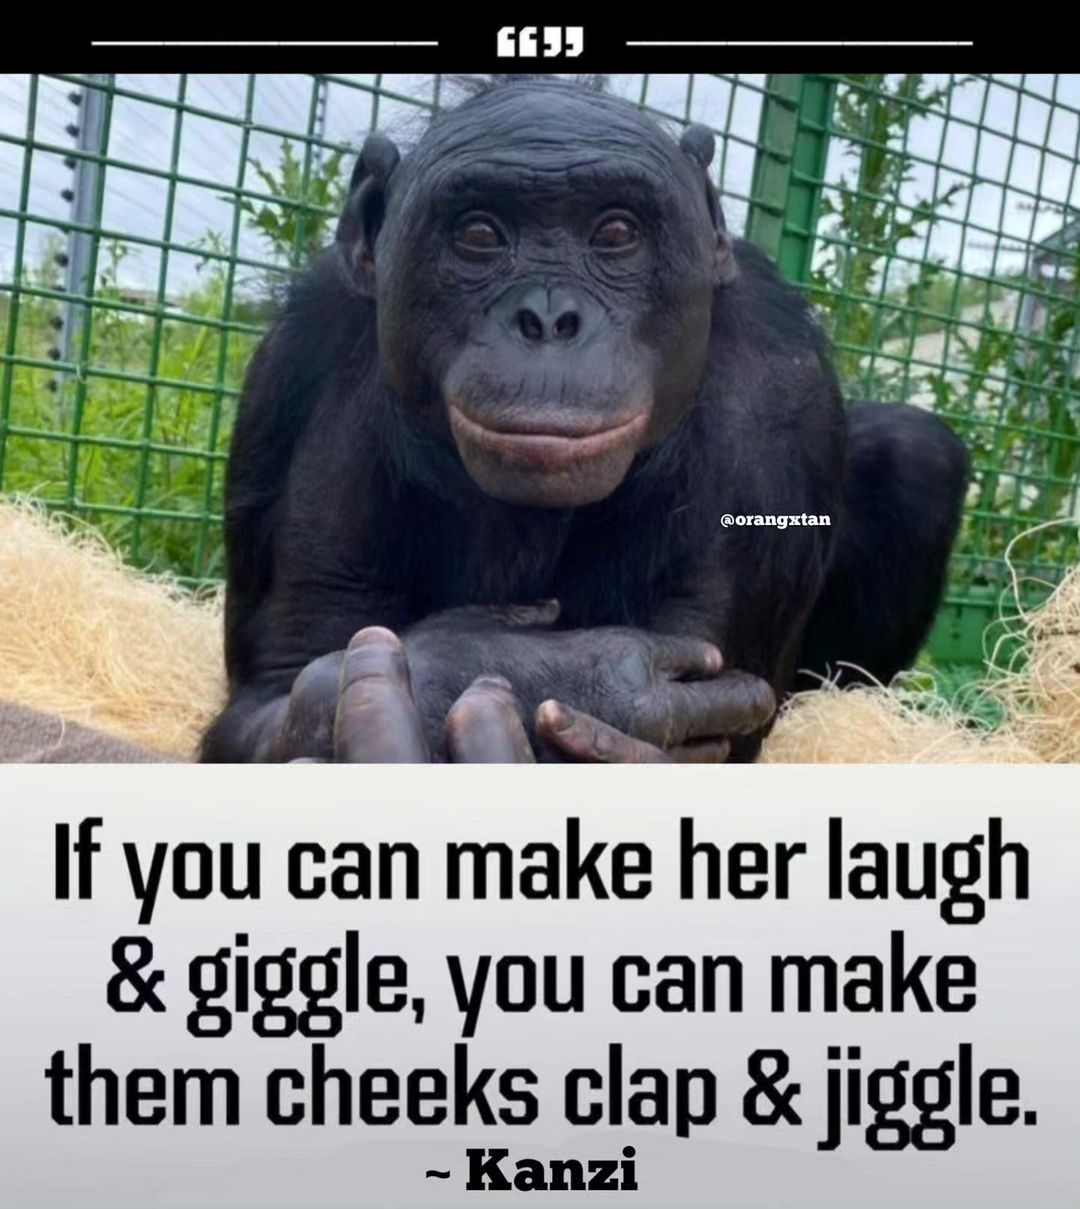 ❝❞
@orangxtan
If you can make her laugh
& giggle, you can make
them cheeks clap & jiggle.
~ Kanzi